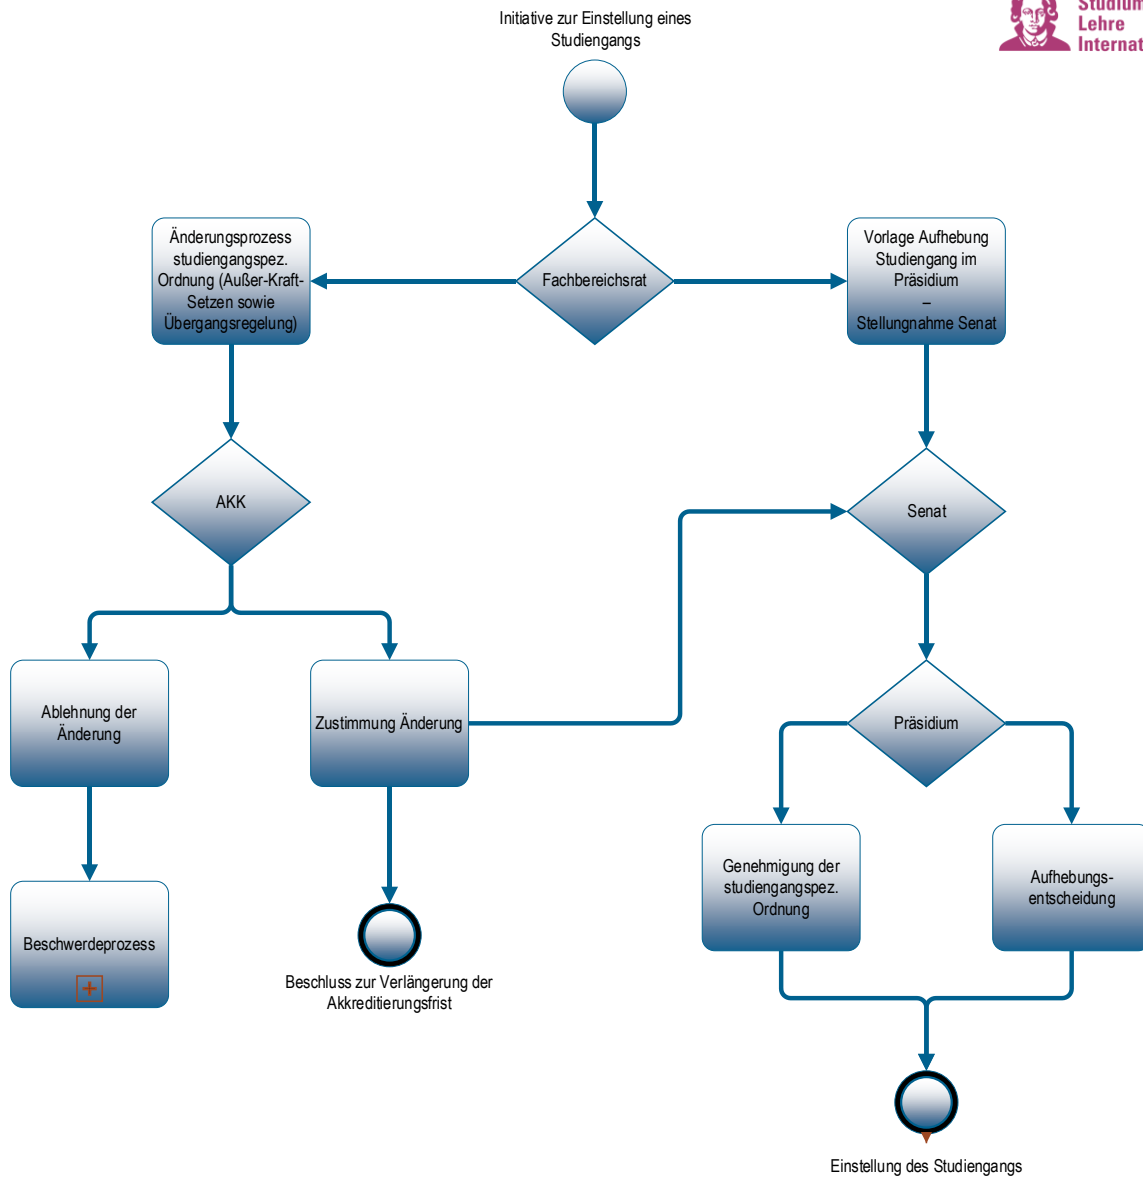 Initiative zur Einstellung eines
Studiengangs
Studium
Lehre
Internat
Änderungsprozess
studiengangspez.
Ordnung (Außer-Kraft-
Setzen sowie
Übergangsregelung)
Fachbereichsrat
Vorlage Aufhebung
Studiengang im
Präsidium
–
Stellungnahme Senat
AKK
Senat
Ablehnung der
Änderung
Zustimmung Änderung
Präsidium
Genehmigung der
studiengangspez.
Ordnung
Aufhebungs-
entscheidung
Beschwerdeprozess
Beschluss zur Verlängerung der
Akkreditierungsfrist
Einstellung des Studiengangs